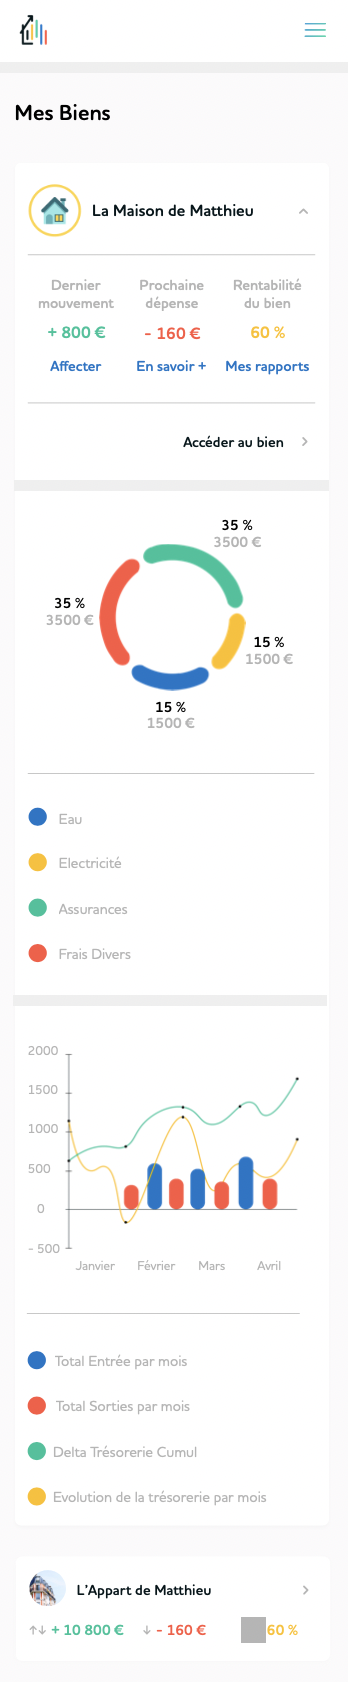 Mes Biens
La Maison de Matthieu
Dernier mouvement
Prochaine dépense
Rentabilité du bien
+ 800 €
- 160 €
60 %
Affecter
En savoir +
Mes rapports
Accéder au bien
35 %
3500 €
35 %
3500 €
15 %
1500 €
15 %
1500 €
Eau
Electricité
Assurances
Frais Divers
2000
1500
1000
500
0
- 500
Janvier
Février
Mars
Avril
Total Entrée par mois
Total Sorties par mois
Delta Trésorerie Cumul
Evolution de la trésorerie par mois
L'Appart de Matthieu
↑↓ + 10 800 €
↓ - 160 €
60 %